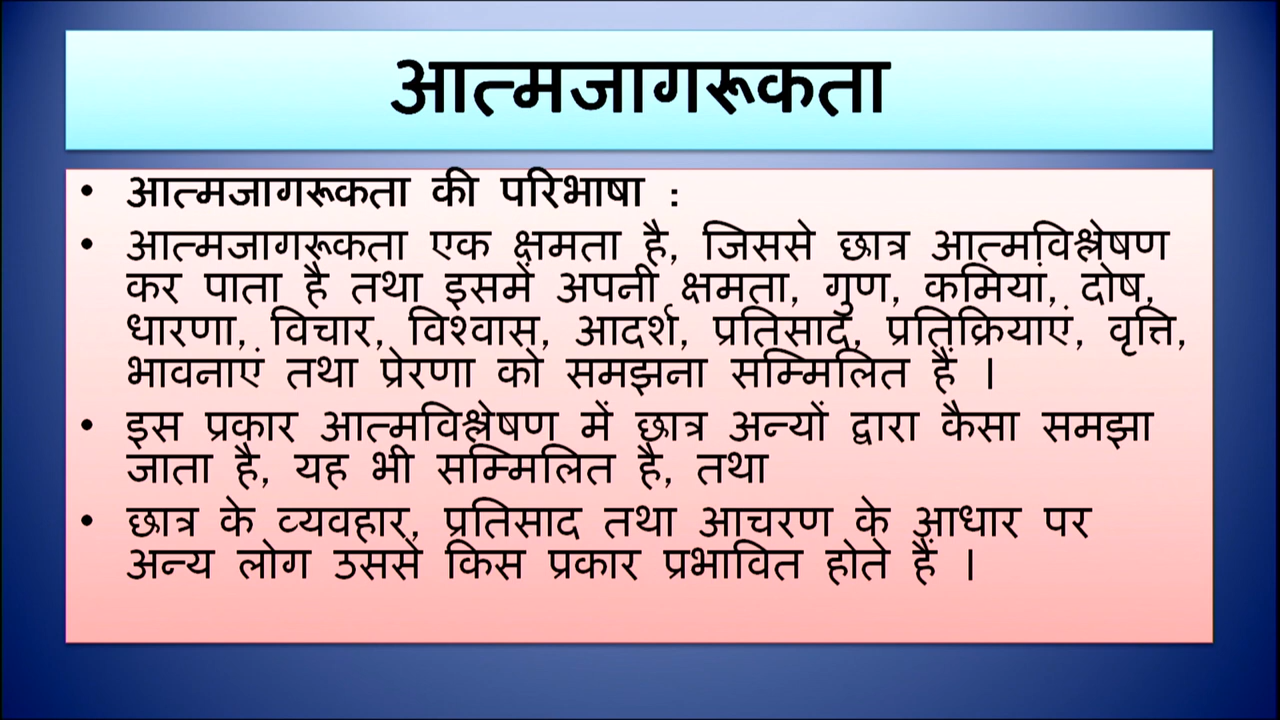 आत्मजागरूकता
• आत्मजागरूकता की परिभाषा :
• आत्मजागरूकता एक क्षमता है, जिससे छात्र आत्मविश्लेषण
कर पाता है तथा इसमें अपनी क्षमता, गुण, कमियां, दोष,
धारणा, विचार, विश्वास, आदर्श, प्रतिसाद, प्रतिक्रियाएं, वृत्ति,
भावनाएं तथा प्रेरणा को समझना सम्मिलित हैं ।
• इस प्रकार आत्मविश्लेषण में छात्र अन्यों द्वारा कैसा समझा
जाता है, यह भी सम्मिलित है, तथा
• छात्र के व्यवहार, प्रतिसाद तथा आचरण के आधार पर
अन्य लोग उससे किस प्रकार प्रभावित होते हैं ।